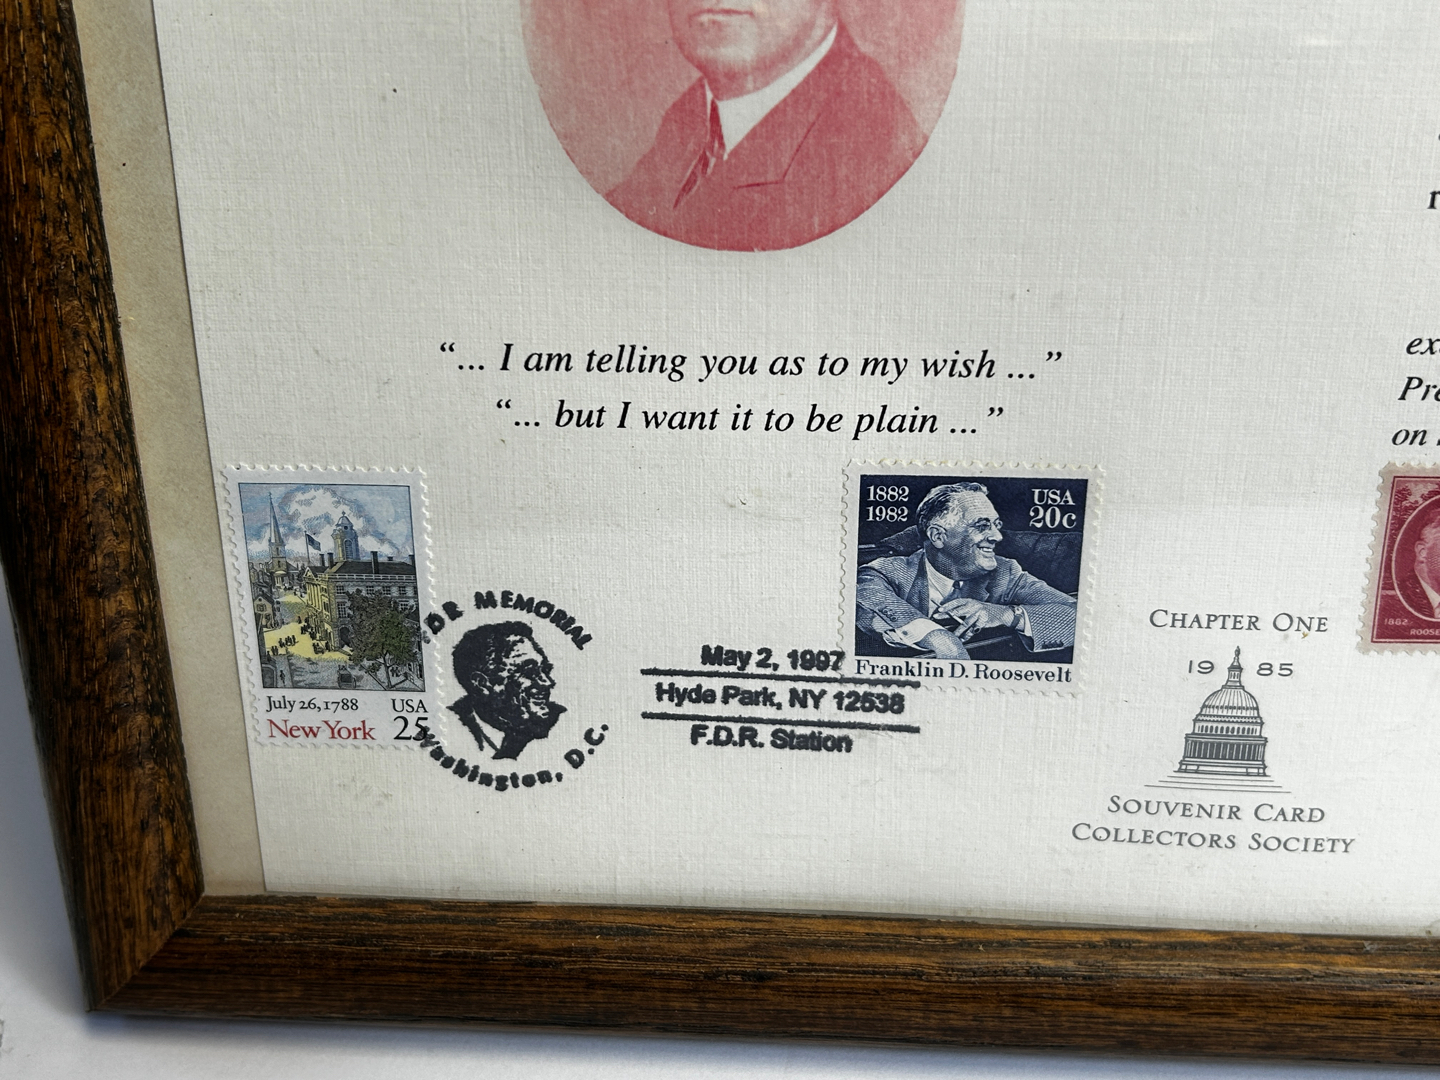 “... I am telling you as to my wish ...”
“... but I want it to be plain ...”
July 26, 1788
USA
New York
25
FDR MEMORIAL
Washington, D.C.
May 2, 1997
Hyde Park, NY 12538
F.D.R. Station
1882
1982
USA
20c
Franklin D. Roosevelt
CHAPTER ONE
19 85
SOUVENIR CARD
COLLECTORS SOCIETY
on
1882